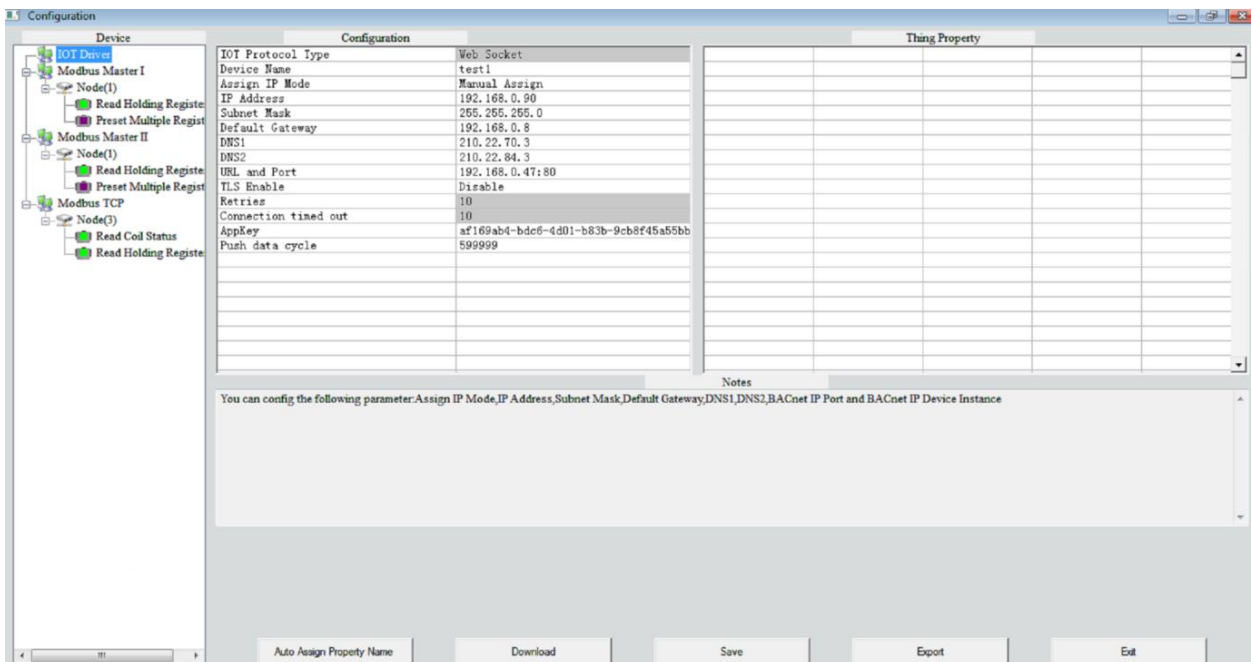 Configuration
Device
IOT Driver
Modbus Master I
Node(1)
Read Holding Registe
Preset Multiple Regist
Modbus Master II
Node(1)
Read Holding Registe
Preset Multiple Regist
Modbus TCP
Node(3)
Read Coil Status
Read Holding Registe
Configuration
IOT Protocol Type Web Socket
Device Name test1
Assign IP Mode Manual Assign
IP Address 192.168.0.90
Subnet Mask 255.255.255.0
Default Gateway 192.168.0.8
DNS1 210.22.70.3
DNS2 210.22.84.3
URL and Port 192.168.0.47:80
TLS Enable Disable
Retries 10
Connection timed out 10
AppKey af169ab4-bdc6-4d01-b83b-9cb8f45a55bb
Push data cycle 599999
Thing Property
Notes
You can config the following parameter:Assign IP Mode,IP Address,Subnet Mask,Default Gateway,DNS1,DNS2,BACnet IP Port and BACnet IP Device Instance
Auto Assign Property Name Download Save Export Exit